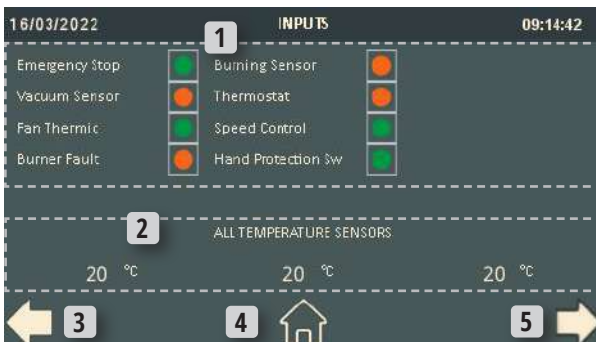 16/03/2022 INPUTS 09:14:42
1
Emergency Stop Burning Sensor
Vacuum Sensor Thermostat
Fan Thermic Speed Control
Burner Fault Hand Protection Sw
2
ALL TEMPERATURE SENSORS
20 °C 20 °C 20 °C
3 4 5